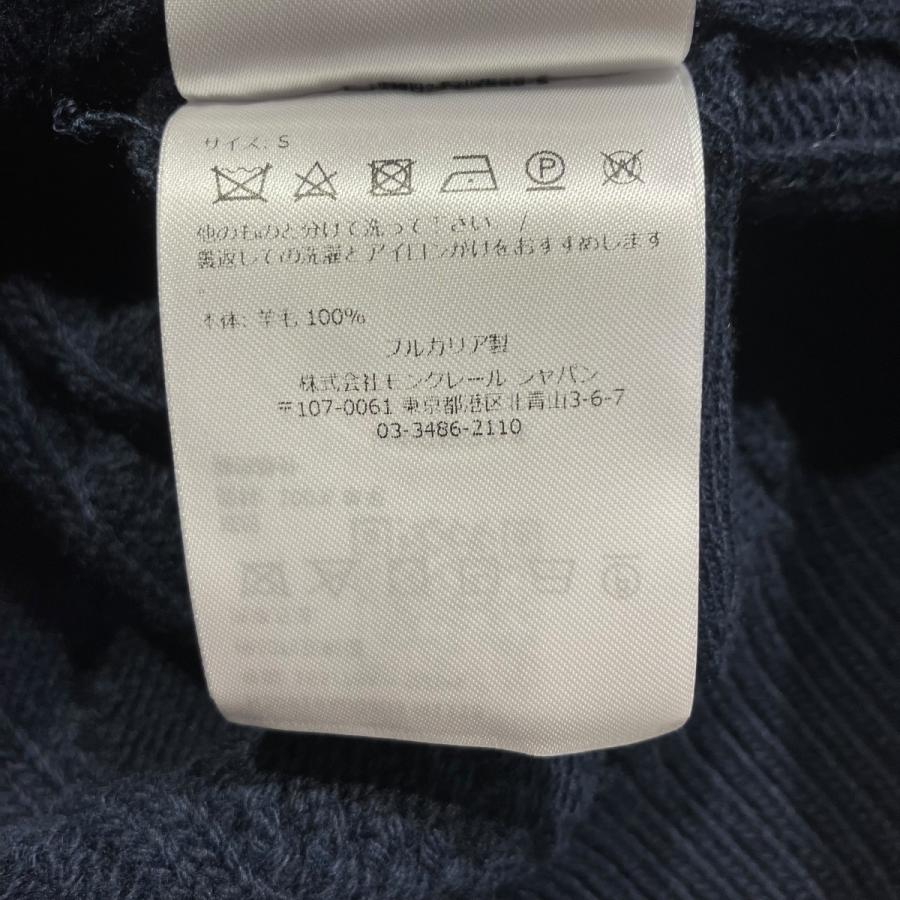 サイズ: S
P
W
他のものと分けて洗って下さい /
裏返しての洗濯とアイロンがけをおすすめします
.
本体: 羊毛 100%
ブルガリア製
株式会社モンクレール ジャパン
〒107-0061 東京都港区北青山3-6-7
03-3486-2110